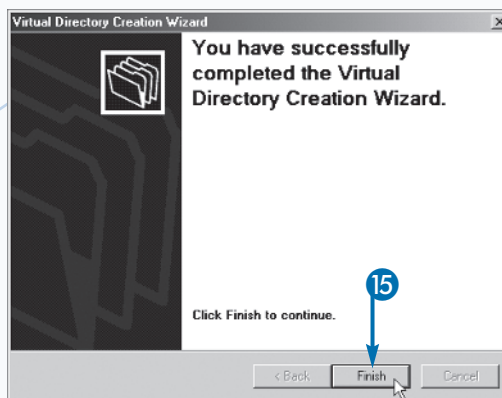 Virtual Directory Creation Wizard
You have successfully
completed the Virtual
Directory Creation Wizard.
15
Click Finish to continue.
< Back Finish Cancel